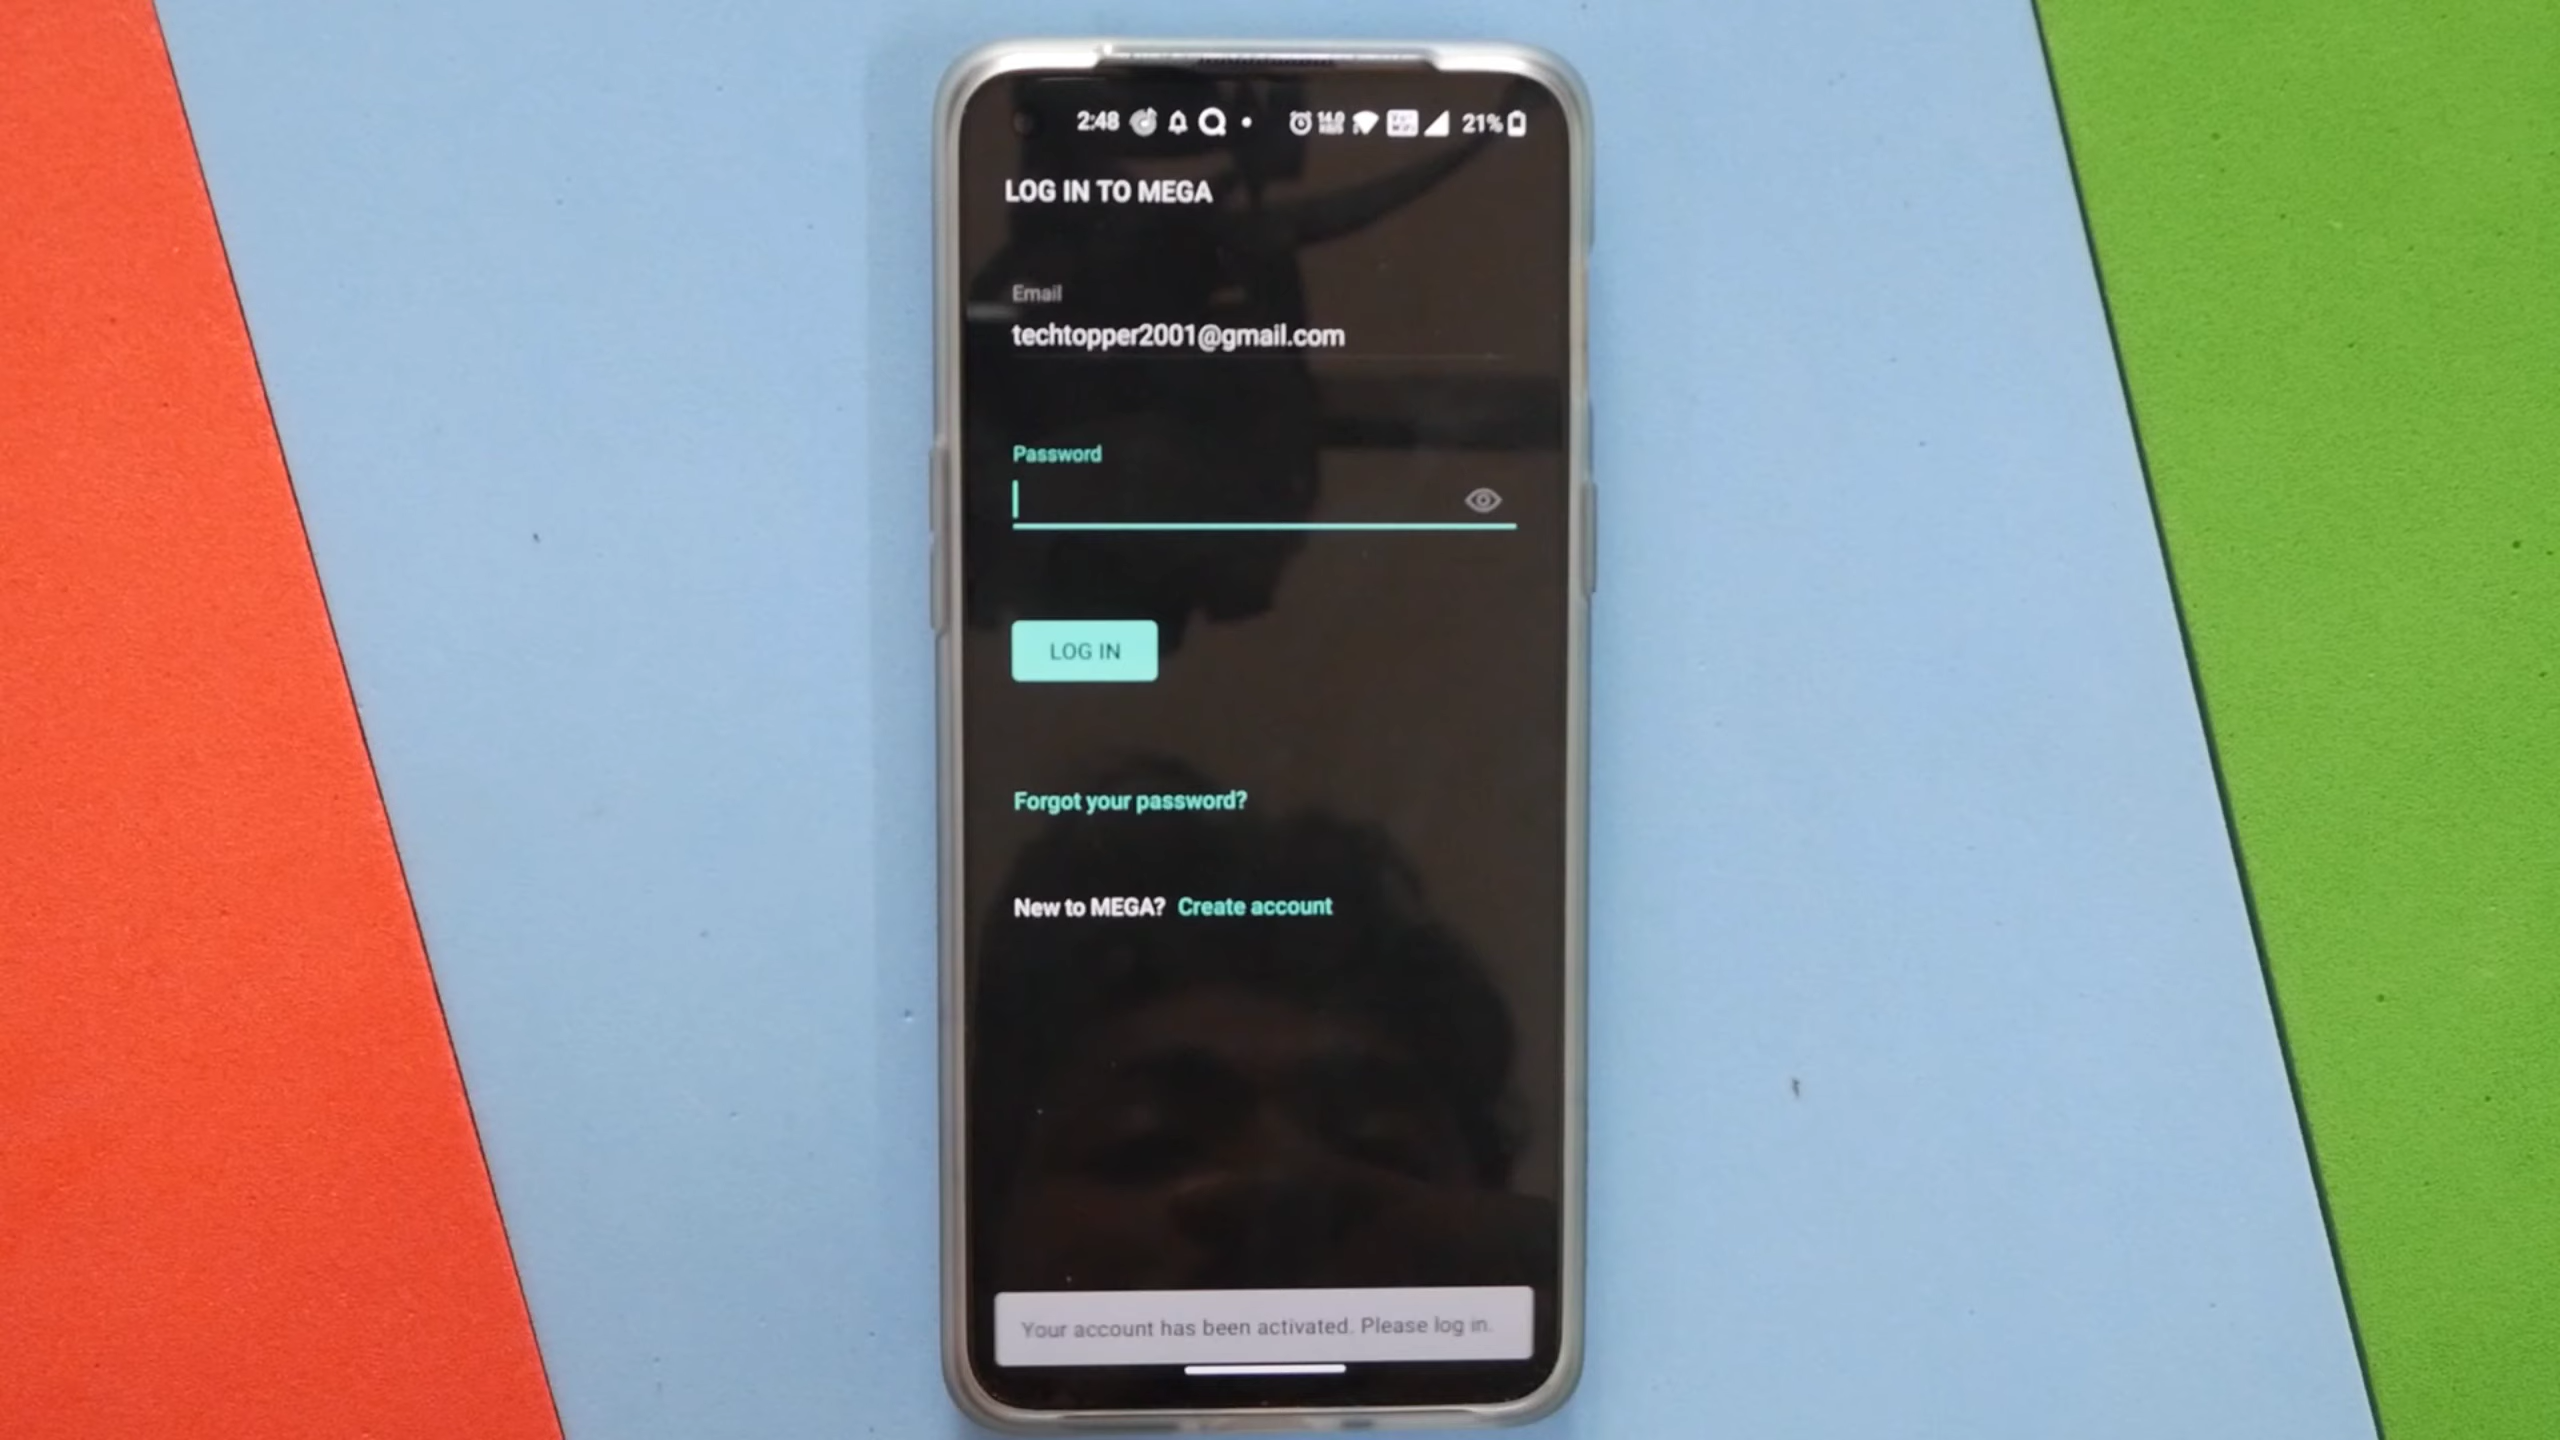 2:48 21%
LOG IN TO MEGA
Email
techtopper2001@gmail.com
Password
LOG IN
Forgot your password?
New to MEGA? Create account
Your account has been activated. Please log in.